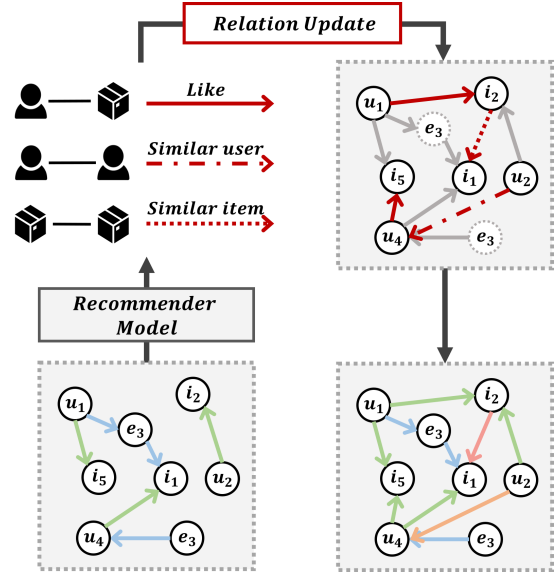 Relation Update
Like
Similar user
Similar item
Recommender
Model
u1
i2
e3
i5
i1
u2
u4
e3
u1
i2
e3
i5
i1
u2
u4
e3
u1
i2
e3
i5
i1
u2
u4
e3